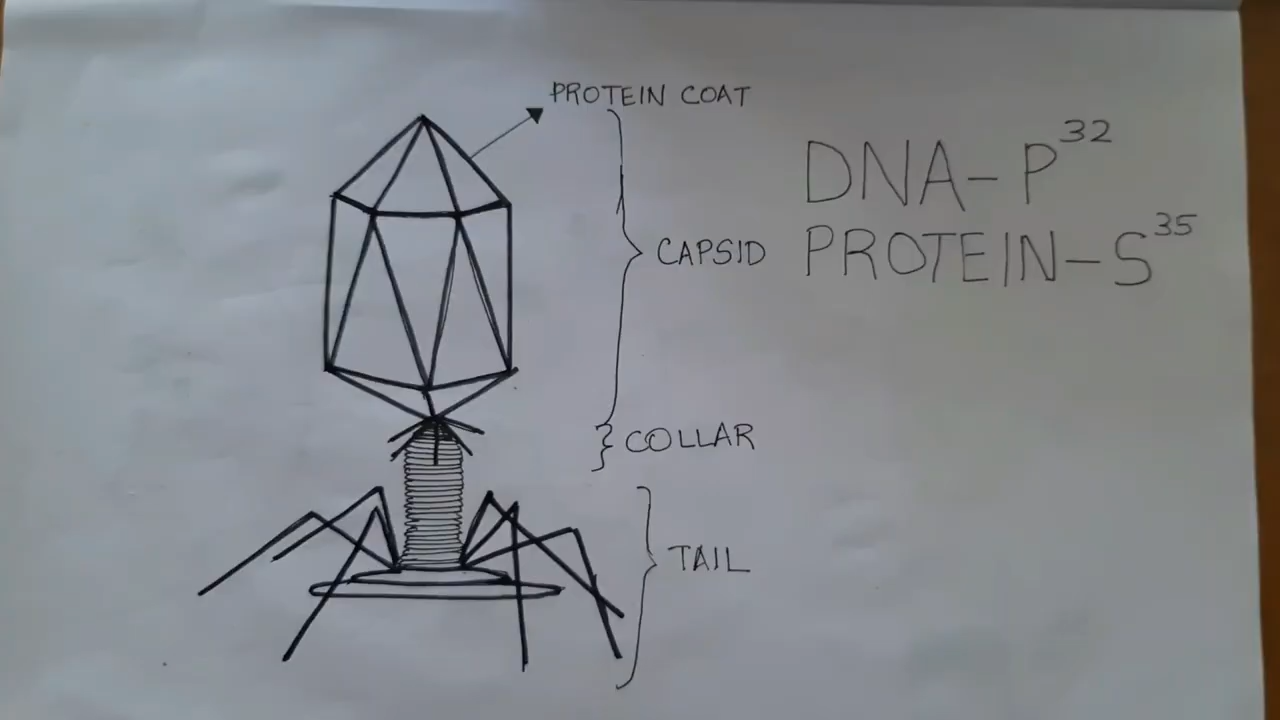 PROTEIN COAT
CAPSID
COLLAR
TAIL
DNA-P³²
PROTEIN-S³⁵